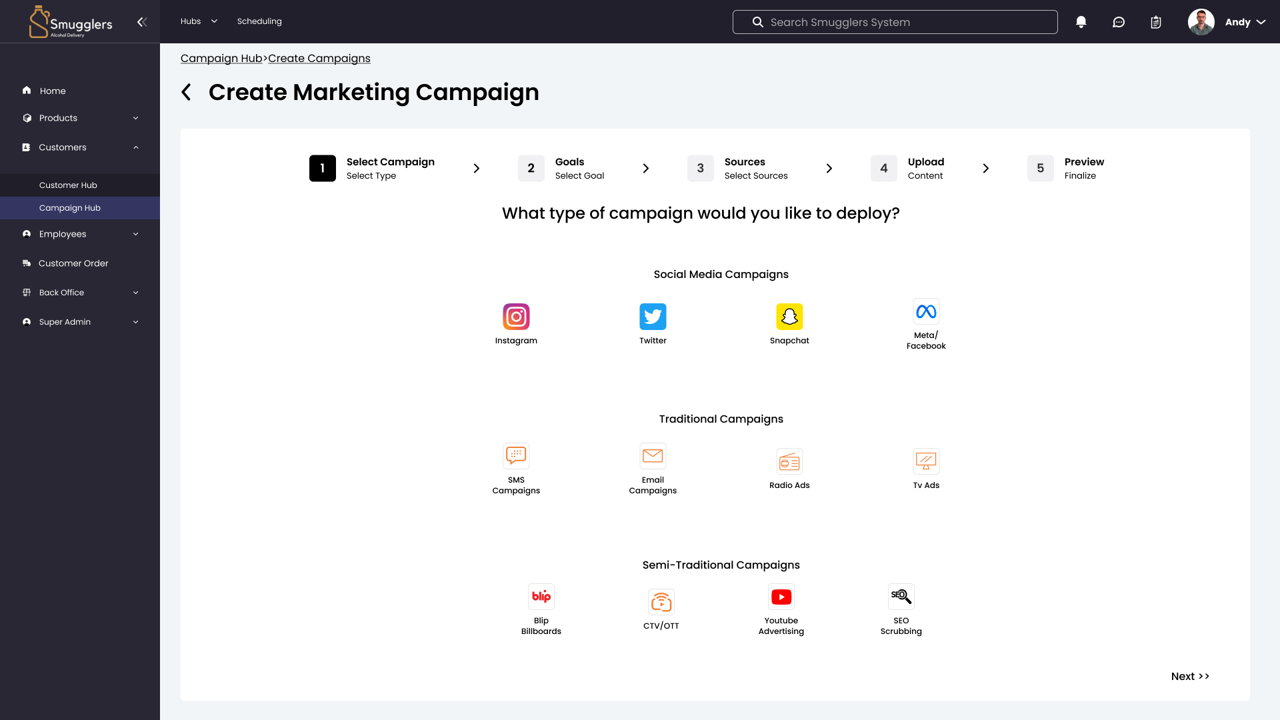 Smugglers
Alcohol Delivery
Hubs
Scheduling
Search Smugglers System
Andy
Home
Products
Customers
Customer Hub
Campaign Hub
Employees
Customer Order
Back Office
Super Admin
Campaign Hub>Create Campaigns
Create Marketing Campaign
1
Select Campaign
Select Type
2
Goals
Select Goal
3
Sources
Select Sources
4
Upload
Content
5
Preview
Finalize
What type of campaign would you like to deploy?
Social Media Campaigns
Instagram
Twitter
Snapchat
Meta/
Facebook
Traditional Campaigns
SMS
Campaigns
Email
Campaigns
Radio Ads
Tv Ads
Semi-Traditional Campaigns
blip
Blip
Billboards
CTV/OTT
Youtube
Advertising
SEO
SEO
Scrubbing
Next >>